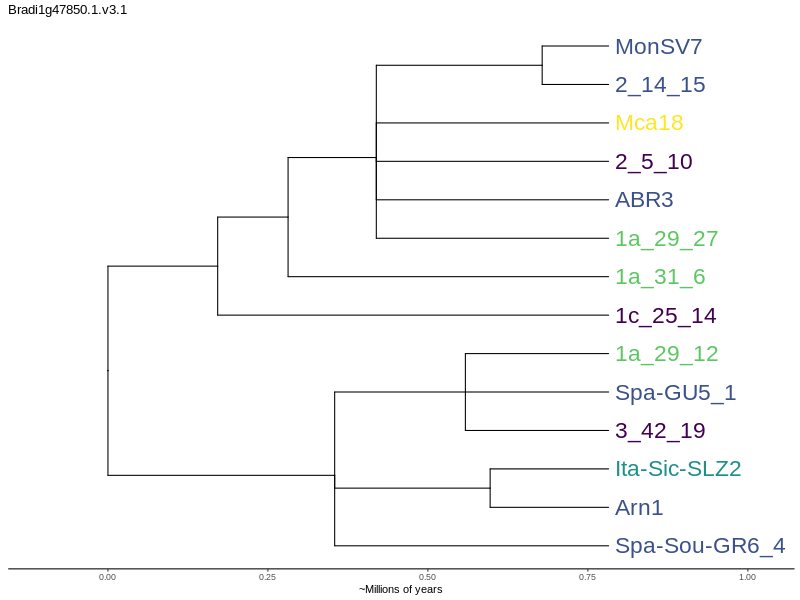 Bradi1g47850.1.v3.1
MonSV7
2_14_15
Mca18
2_5_10
ABR3
1a_29_27
1a_31_6
1c_25_14
1a_29_12
Spa-GU5_1
3_42_19
Ita-Sic-SLZ2
Arn1
Spa-Sou-GR6_4
0.00 0.25 0.50 0.75 1.00
~Millions of years